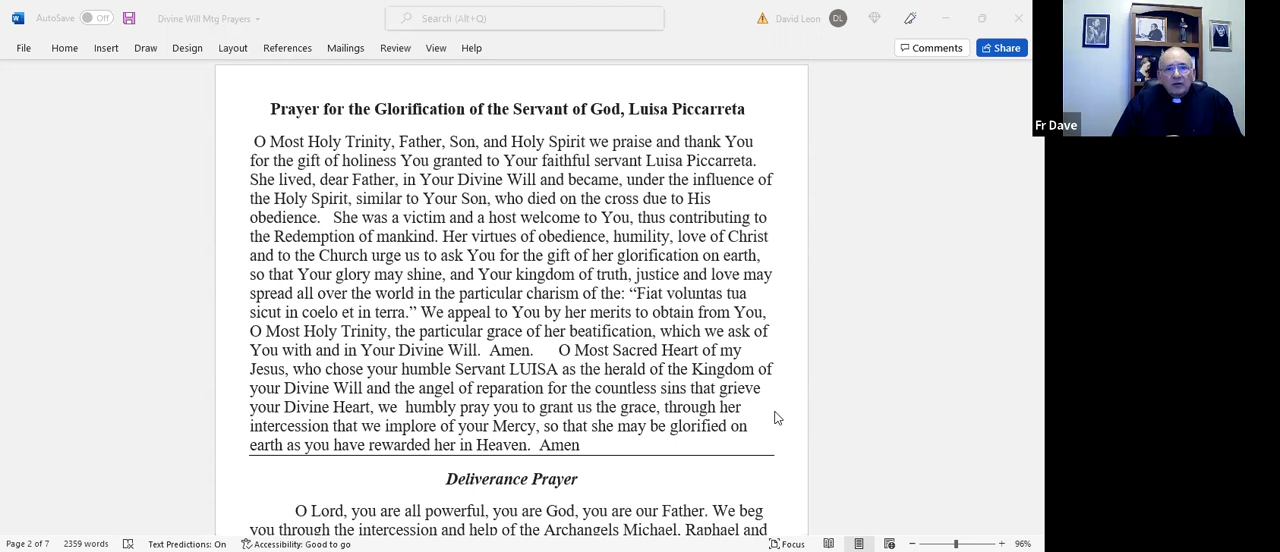 AutoSave Off Divine Will Mtg Prayers Search (Alt+Q) David Leon DL
File Home Insert Draw Design Layout References Mailings Review View Help Comments Share
Fr Dave
Prayer for the Glorification of the Servant of God, Luisa Piccarreta
O Most Holy Trinity, Father, Son, and Holy Spirit we praise and thank You
for the gift of holiness You granted to Your faithful servant Luisa Piccarreta.
She lived, dear Father, in Your Divine Will and became, under the influence of
the Holy Spirit, similar to Your Son, who died on the cross due to His
obedience. She was a victim and a host welcome to You, thus contributing to
the Redemption of mankind. Her virtues of obedience, humility, love of Christ
and to the Church urge us to ask You for the gift of her glorification on earth,
so that Your glory may shine, and Your kingdom of truth, justice and love may
spread all over the world in the particular charism of the: “Fiat voluntas tua
sicut in coelo et in terra.” We appeal to You by her merits to obtain from You,
O Most Holy Trinity, the particular grace of her beatification, which we ask of
You with and in Your Divine Will. Amen. O Most Sacred Heart of my
Jesus, who chose your humble Servant LUISA as the herald of the Kingdom of
your Divine Will and the angel of reparation for the countless sins that grieve
your Divine Heart, we humbly pray you to grant us the grace, through her
intercession that we implore of your Mercy, so that she may be glorified on
earth as you have rewarded her in Heaven. Amen
Deliverance Prayer
O Lord, you are all powerful, you are God, you are our Father. We beg
you through the intercession and help of the Archangels Michael, Raphael and
Page 2 of 7 2359 words Text Predictions: On Accessibility: Good to go Focus 96%